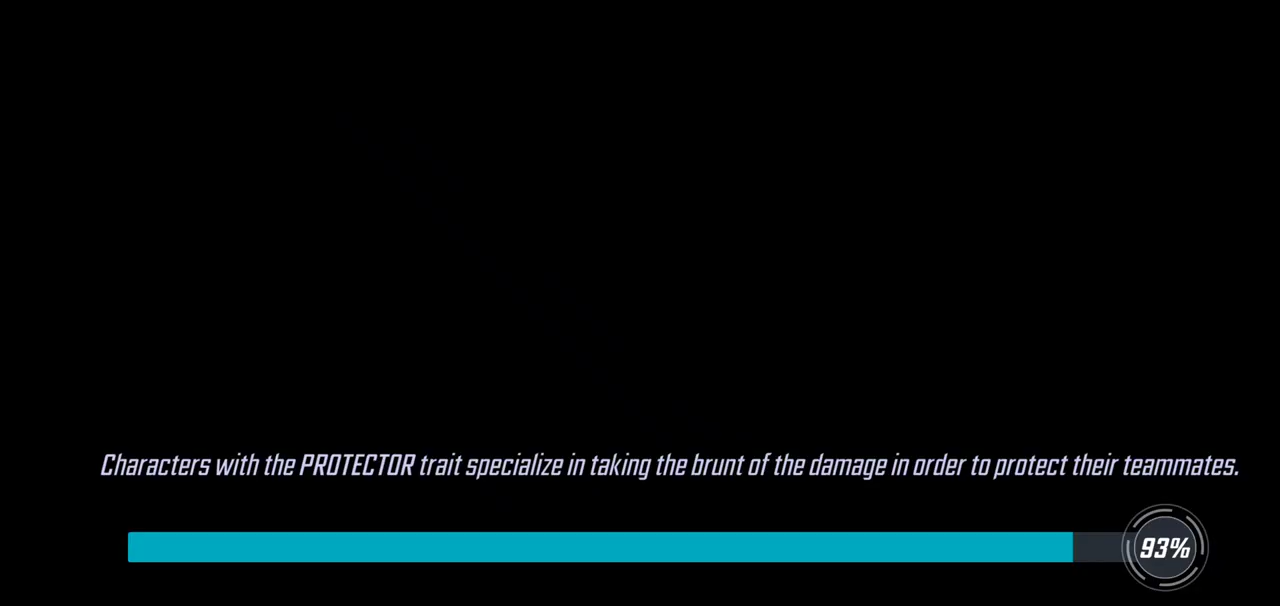 Characters with the PROTECTOR trait specialize in taking the brunt of the damage in order to protect their teammates.
93%